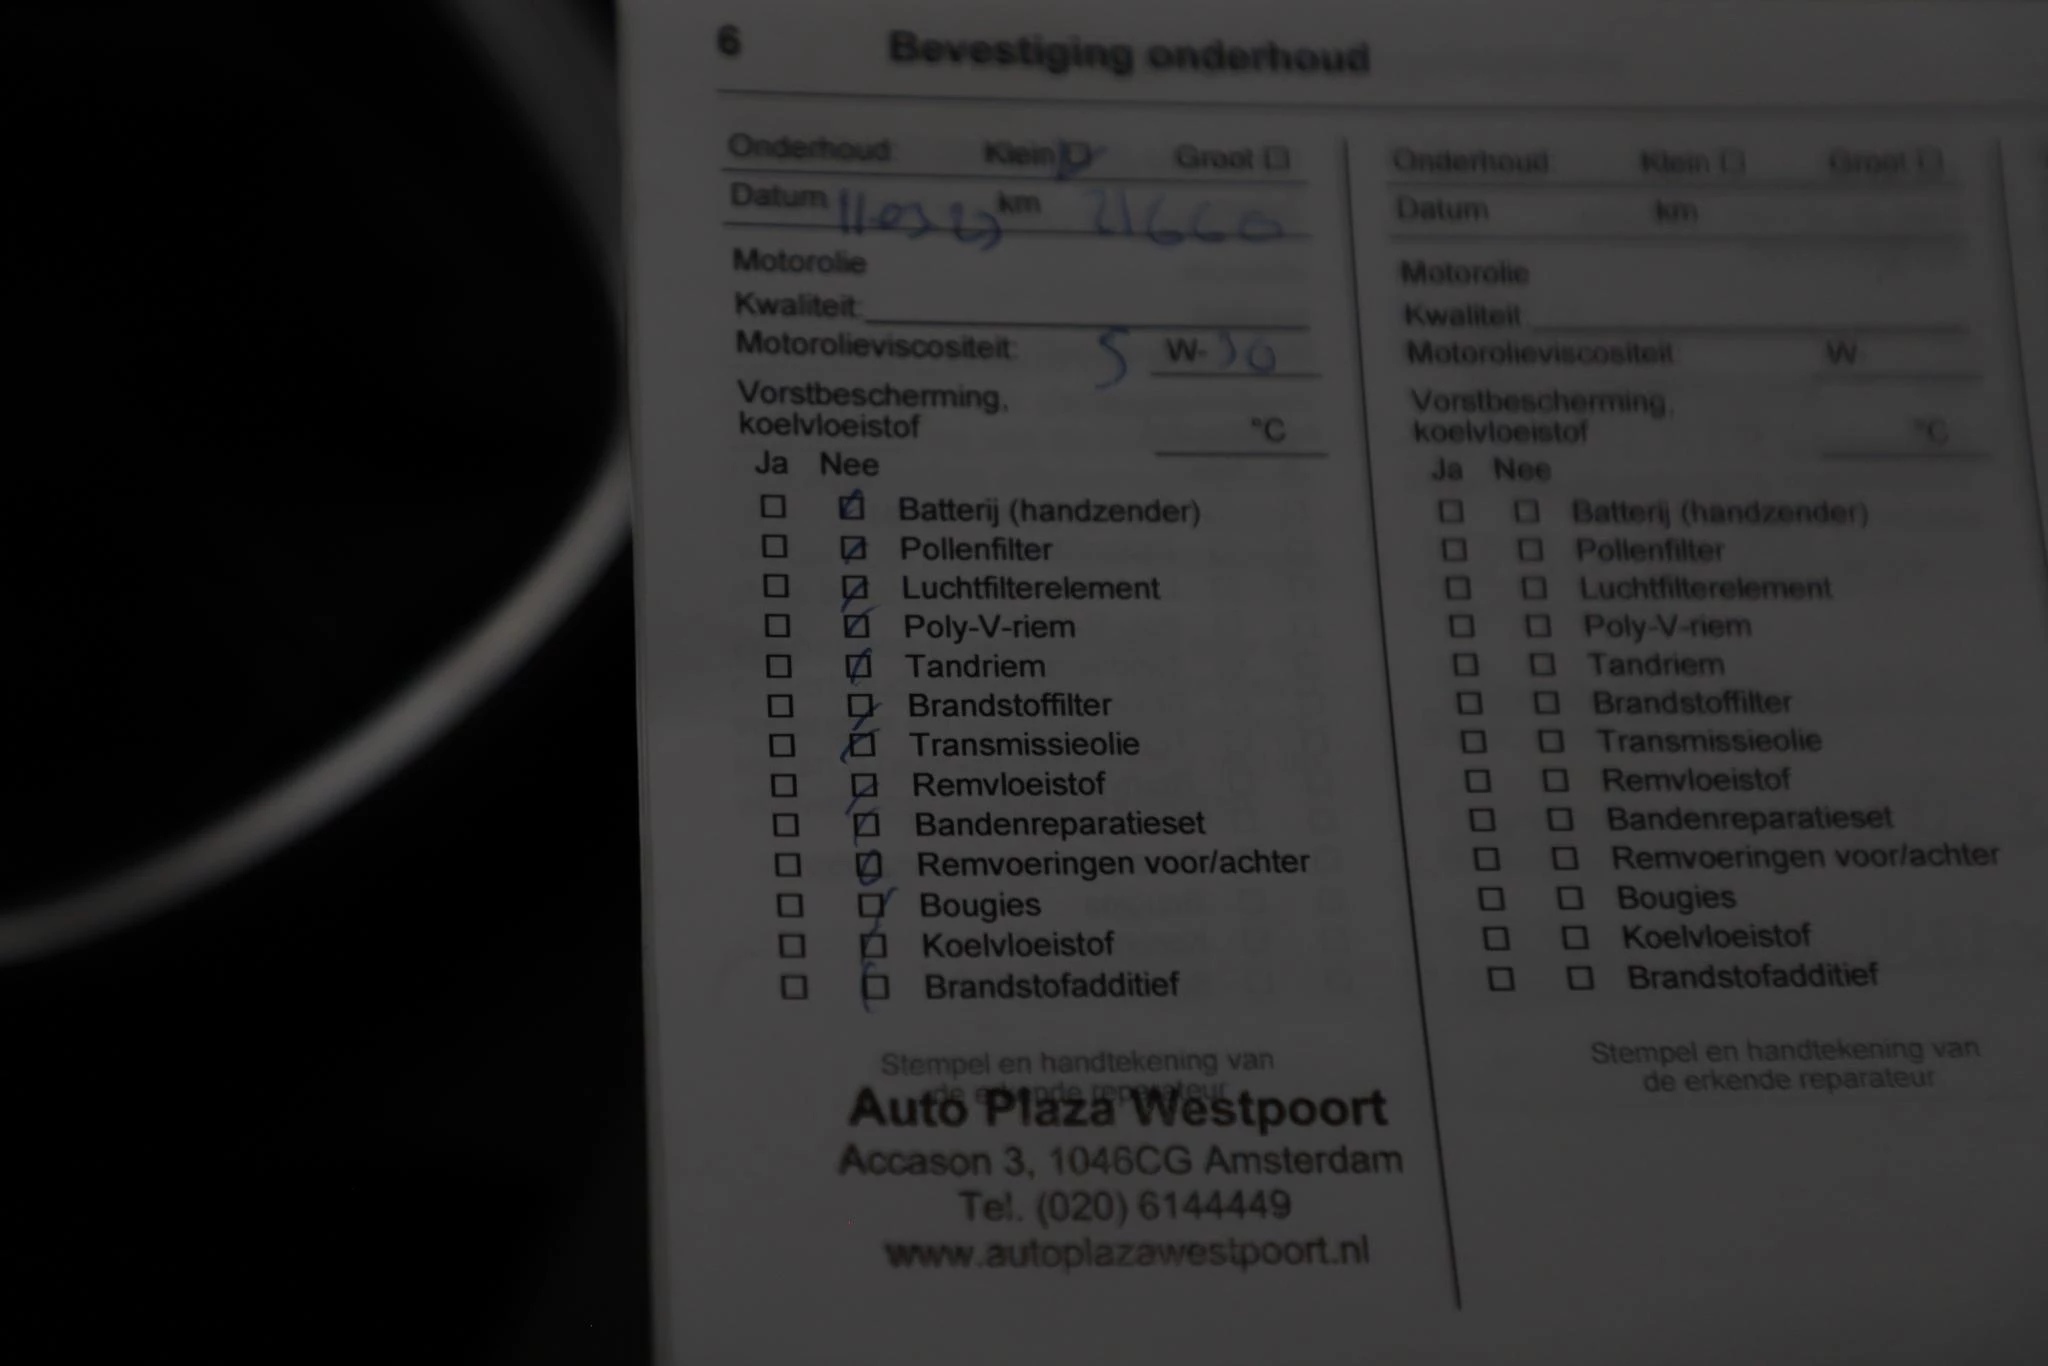 6 Bevestiging onderhoud
Onderhoud: Klein Groot
Datum km 21660
Motorolie
Kwaliteit:
Motorolieviscositeit: 5 W-30
Vorstbescherming,
koelvloeistof °C
Ja Nee
Batterij (handzender)
Pollenfilter
Luchtfilterelement
Poly-V-riem
Tandriem
Brandstoffilter
Transmissieolie
Remvloeistof
Bandenreparatieset
Remvoeringen voor/achter
Bougies
Koelvloeistof
Brandstofadditief
Stempel en handtekening van
de erkende reparateur
Auto Plaza Westpoort
Accason 3, 1046CG Amsterdam
Tel. (020) 6144449
www.autoplazawestpoort.nl
Onderhoud: Klein Groot
Datum km
Motorolie
Kwaliteit:
Motorolieviscositeit: W-
Vorstbescherming,
koelvloeistof °C
Ja Nee
Batterij (handzender)
Pollenfilter
Luchtfilterelement
Poly-V-riem
Tandriem
Brandstoffilter
Transmissieolie
Remvloeistof
Bandenreparatieset
Remvoeringen voor/achter
Bougies
Koelvloeistof
Brandstofadditief
Stempel en handtekening van
de erkende reparateur